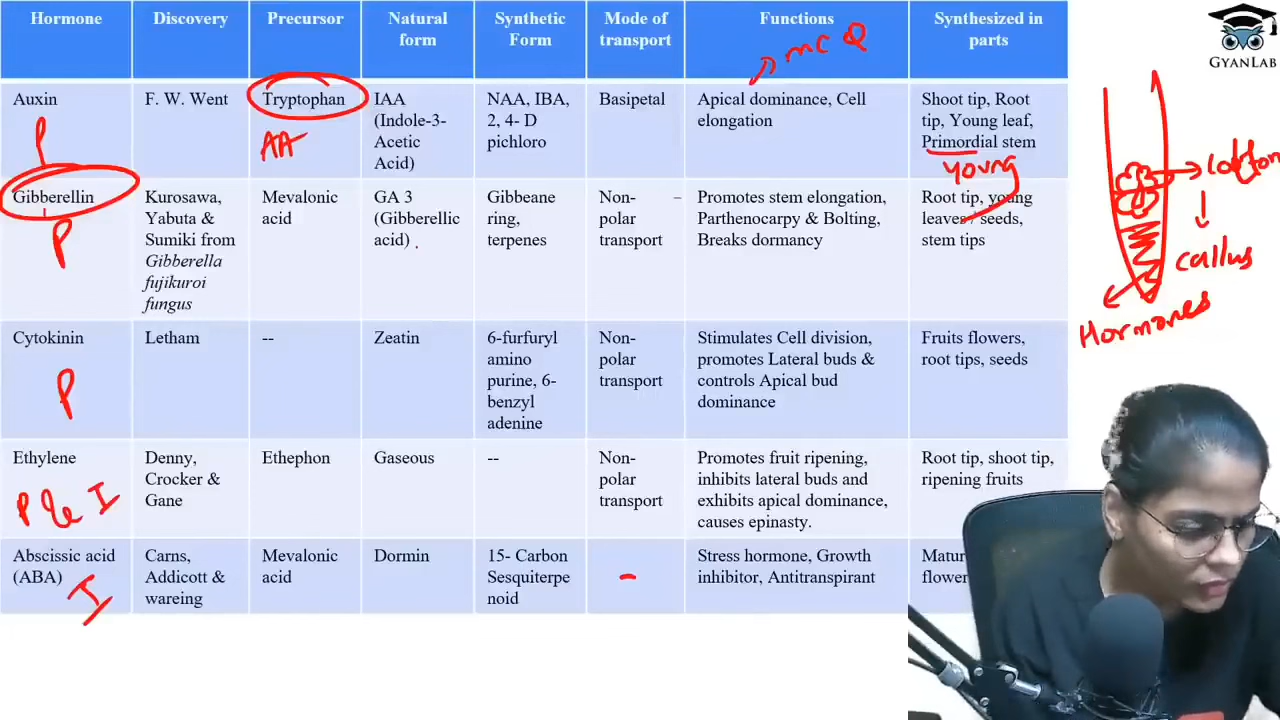 Hormone
Discovery
Precursor
Natural form
Synthetic Form
Mode of transport
Functions
Synthesized in parts
GyanLab
MCQ
Auxin
P
F. W. Went
Tryptophan
AA
IAA
(Indole-3-
Acetic
Acid)
NAA, IBA,
2, 4- D
pichloro
Basipetal
Apical dominance, Cell
elongation
Shoot tip, Root
tip, Young leaf,
Primordial stem
young
Gibberellin
P
Kurosawa,
Yabuta &
Sumiki from
Gibberella
fujikuroi
fungus
Mevalonic
acid
GA 3
(Gibberellic
acid)
Gibbeane
ring,
terpenes
Non-
polar
transport
Promotes stem elongation,
Parthenocarpy & Bolting,
Breaks dormancy
Root tip, young
leaves / seeds,
stem tips
Cotton
callus
Hormones
Cytokinin
P
Letham
--
Zeatin
6-furfuryl
amino
purine, 6-
benzyl
adenine
Non-
polar
transport
Stimulates Cell division,
promotes Lateral buds &
controls Apical bud
dominance
Fruits flowers,
root tips, seeds
Ethylene
P & I
Denny,
Crocker &
Gane
Ethephon
Gaseous
--
Non-
polar
transport
Promotes fruit ripening,
inhibits lateral buds and
exhibits apical dominance,
causes epinasty.
Root tip, shoot tip,
ripening fruits
Abscissic acid
(ABA)
I
Carns,
Addicott &
wareing
Mevalonic
acid
Dormin
15- Carbon
Sesquiterpe
noid
-
Stress hormone, Growth
inhibitor, Antitranspirant